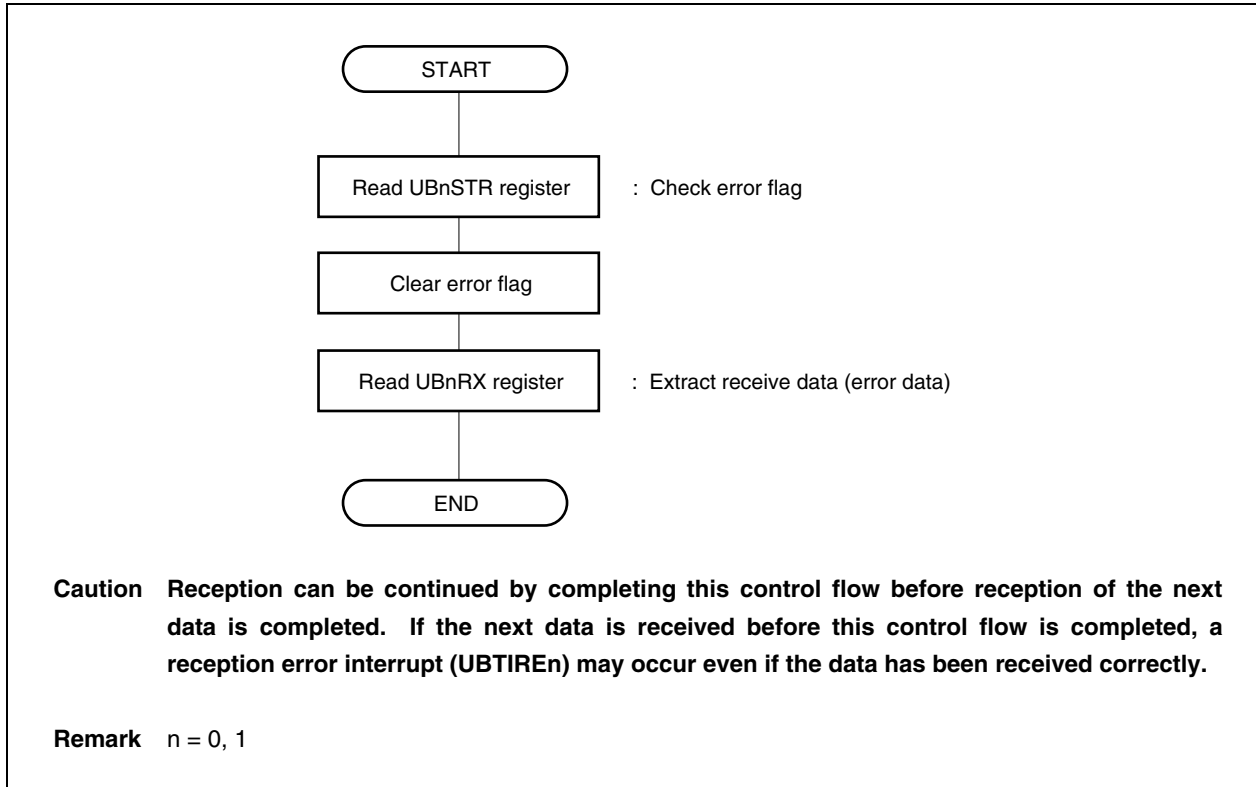 START
Read UBnSTR register : Check error flag
Clear error flag
Read UBnRX register : Extract receive data (error data)
END
Caution Reception can be continued by completing this control flow before reception of the next
data is completed. If the next data is received before this control flow is completed, a
reception error interrupt (UBTIREn) may occur even if the data has been received correctly.
Remark n = 0, 1